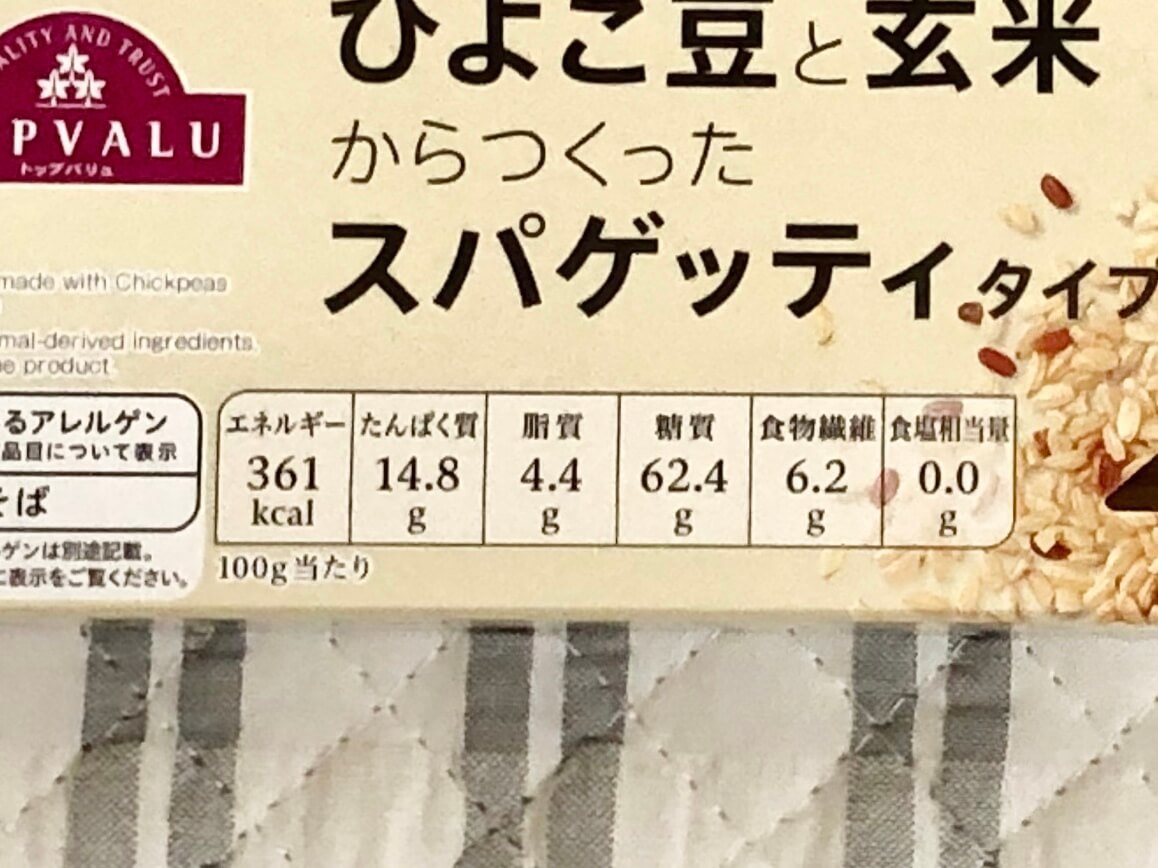 ALITY AND TRUST
PVALU
トップバリュ
ひよこ豆と玄米
からつくった
スパゲッティタイプ
made with Chickpeas
mal-derived ingredients.
e product.
るアレルゲン
品目について表示
そば
ゲンは別途記載。
に表示をご覧ください。
エネルギー たんぱく質 脂質 糖質 食物繊維 食塩相当量
361 14.8 4.4 62.4 6.2 0.0
kcal g g g g g
100g当たり